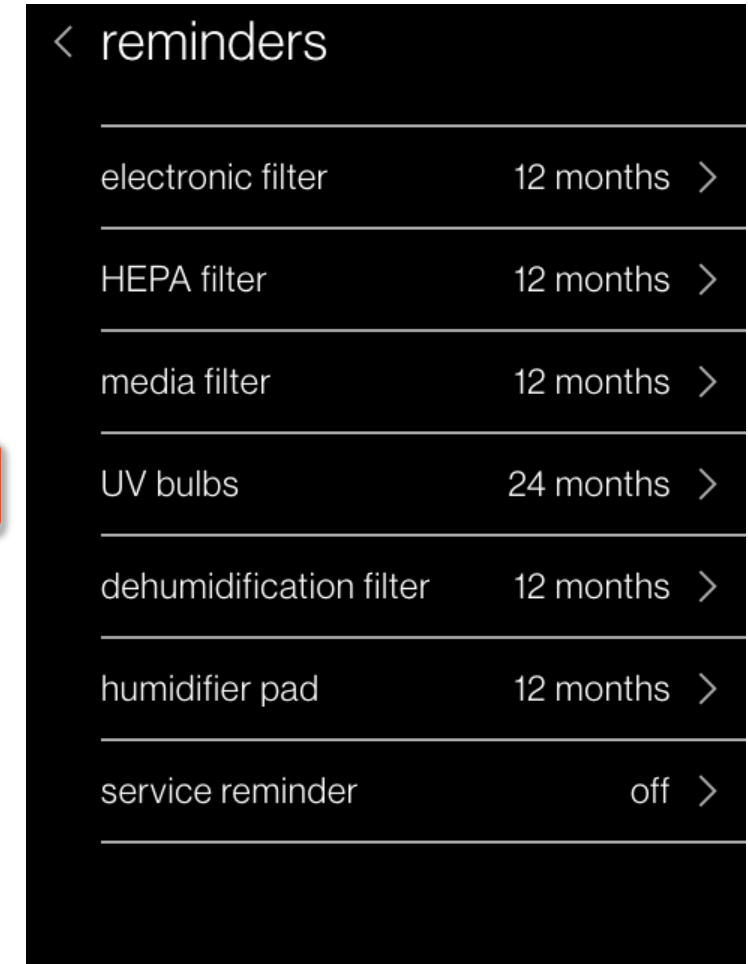 reminders
electronic filter 12 months
HEPA filter 12 months
media filter 12 months
UV bulbs 24 months
dehumidification filter 12 months
humidifier pad 12 months
service reminder off